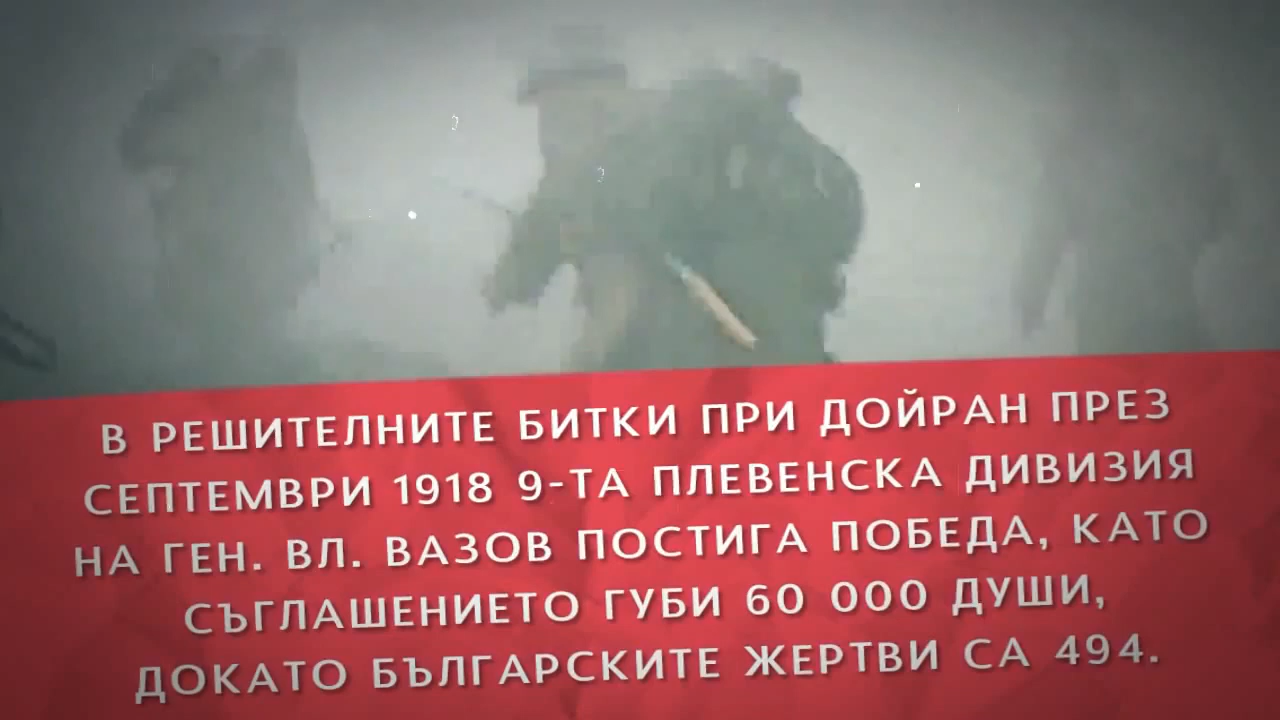 В РЕШИТЕЛНИТЕ БИТКИ ПРИ ДОЙРАН ПРЕЗ
СЕПТЕМВРИ 1918 9-ТА ПЛЕВЕНСКА ДИВИЗИЯ
НА ГЕН. ВЛ. ВАЗОВ ПОСТИГА ПОБЕДА, КАТО
СЪГЛАШЕНИЕТО ГУБИ 60 000 ДУШИ,
ДОКАТО БЪЛГАРСКИТЕ ЖЕРТВИ СА 494.